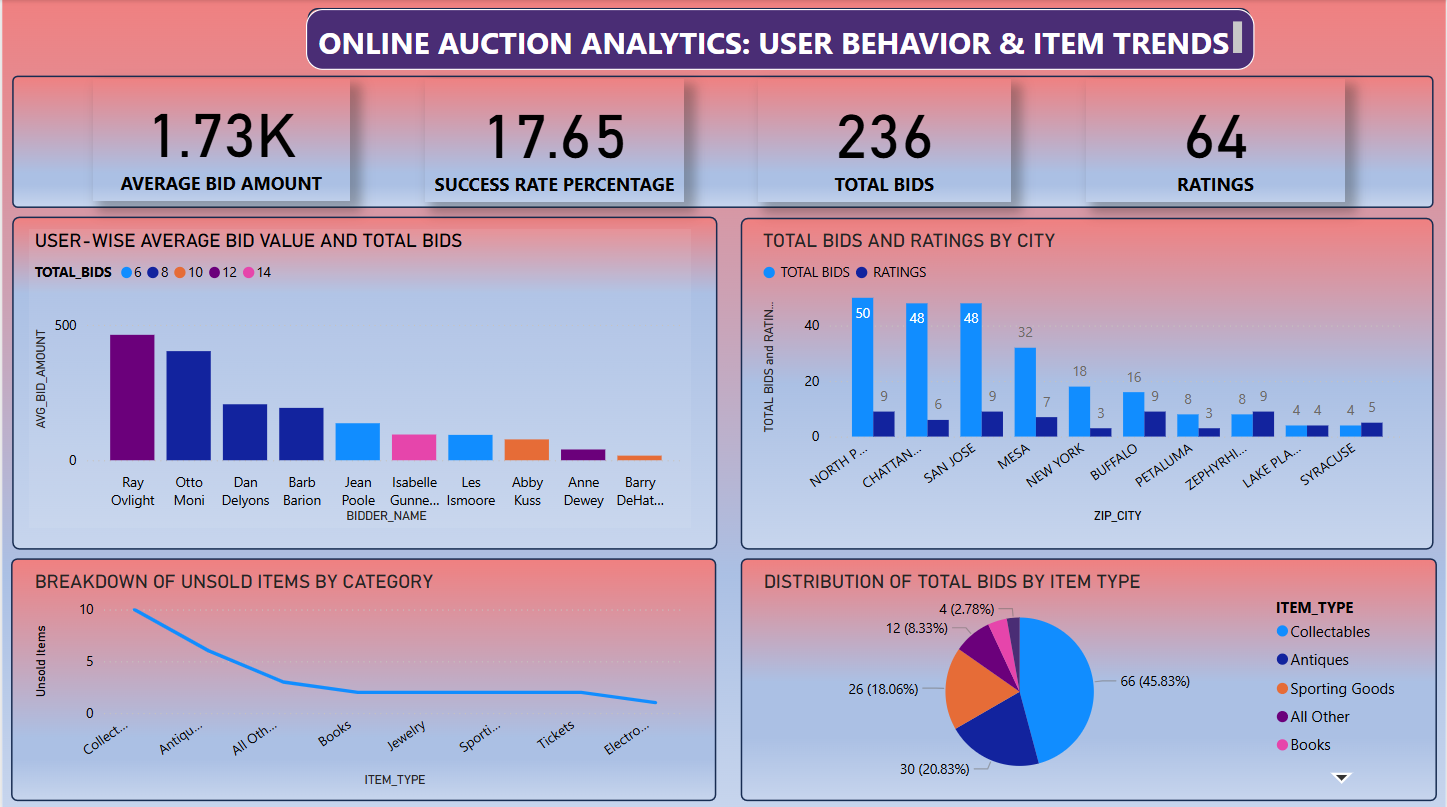 ONLINE AUCTION ANALYTICS: USER BEHAVIOR & ITEM TRENDS
1.73K
AVERAGE BID AMOUNT
17.65
SUCCESS RATE PERCENTAGE
236
TOTAL BIDS
64
RATINGS
USER-WISE AVERAGE BID VALUE AND TOTAL BIDS
TOTAL_BIDS 6 8 10 12 14
AVG_BID_AMOUNT
500
0
Ray Ovlight
Otto Moni
Dan Delyons
Barb Barion
Jean Poole
Isabelle Gunne...
Les Ismoore
Abby Kuss
Anne Dewey
Barry DeHat...
BIDDER_NAME
TOTAL BIDS AND RATINGS BY CITY
TOTAL BIDS RATINGS
TOTAL BIDS and RATIN...
40
20
0
50 9
48 6
48 9
32 7
18 3
16 9
8 3
8 9
4 4
4 5
NORTH P...
CHATTAN...
SAN JOSE
MESA
NEW YORK
BUFFALO
PETALUMA
ZEPHYRHI...
LAKE PLA...
SYRACUSE
ZIP_CITY
BREAKDOWN OF UNSOLD ITEMS BY CATEGORY
Unsold Items
10
5
0
Collect...
Antiqu...
All Oth...
Books
Jewelry
Sporti...
Tickets
Electro...
ITEM_TYPE
DISTRIBUTION OF TOTAL BIDS BY ITEM TYPE
4 (2.78%)
12 (8.33%)
26 (18.06%)
30 (20.83%)
66 (45.83%)
ITEM_TYPE
Collectables
Antiques
Sporting Goods
All Other
Books